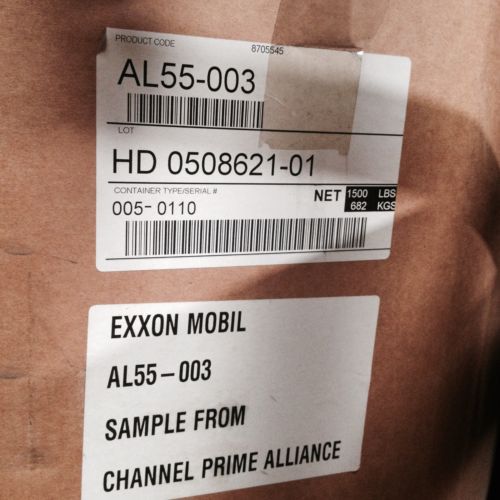 PRODUCT CODE 8705545
AL55-003
LOT
HD 0508621-01
CONTAINER TYPE/SERIAL #
NET 1500 LBS
682 KGS
005-0110
EXXON MOBIL
AL55-003
SAMPLE FROM
CHANNEL PRIME ALLIANCE